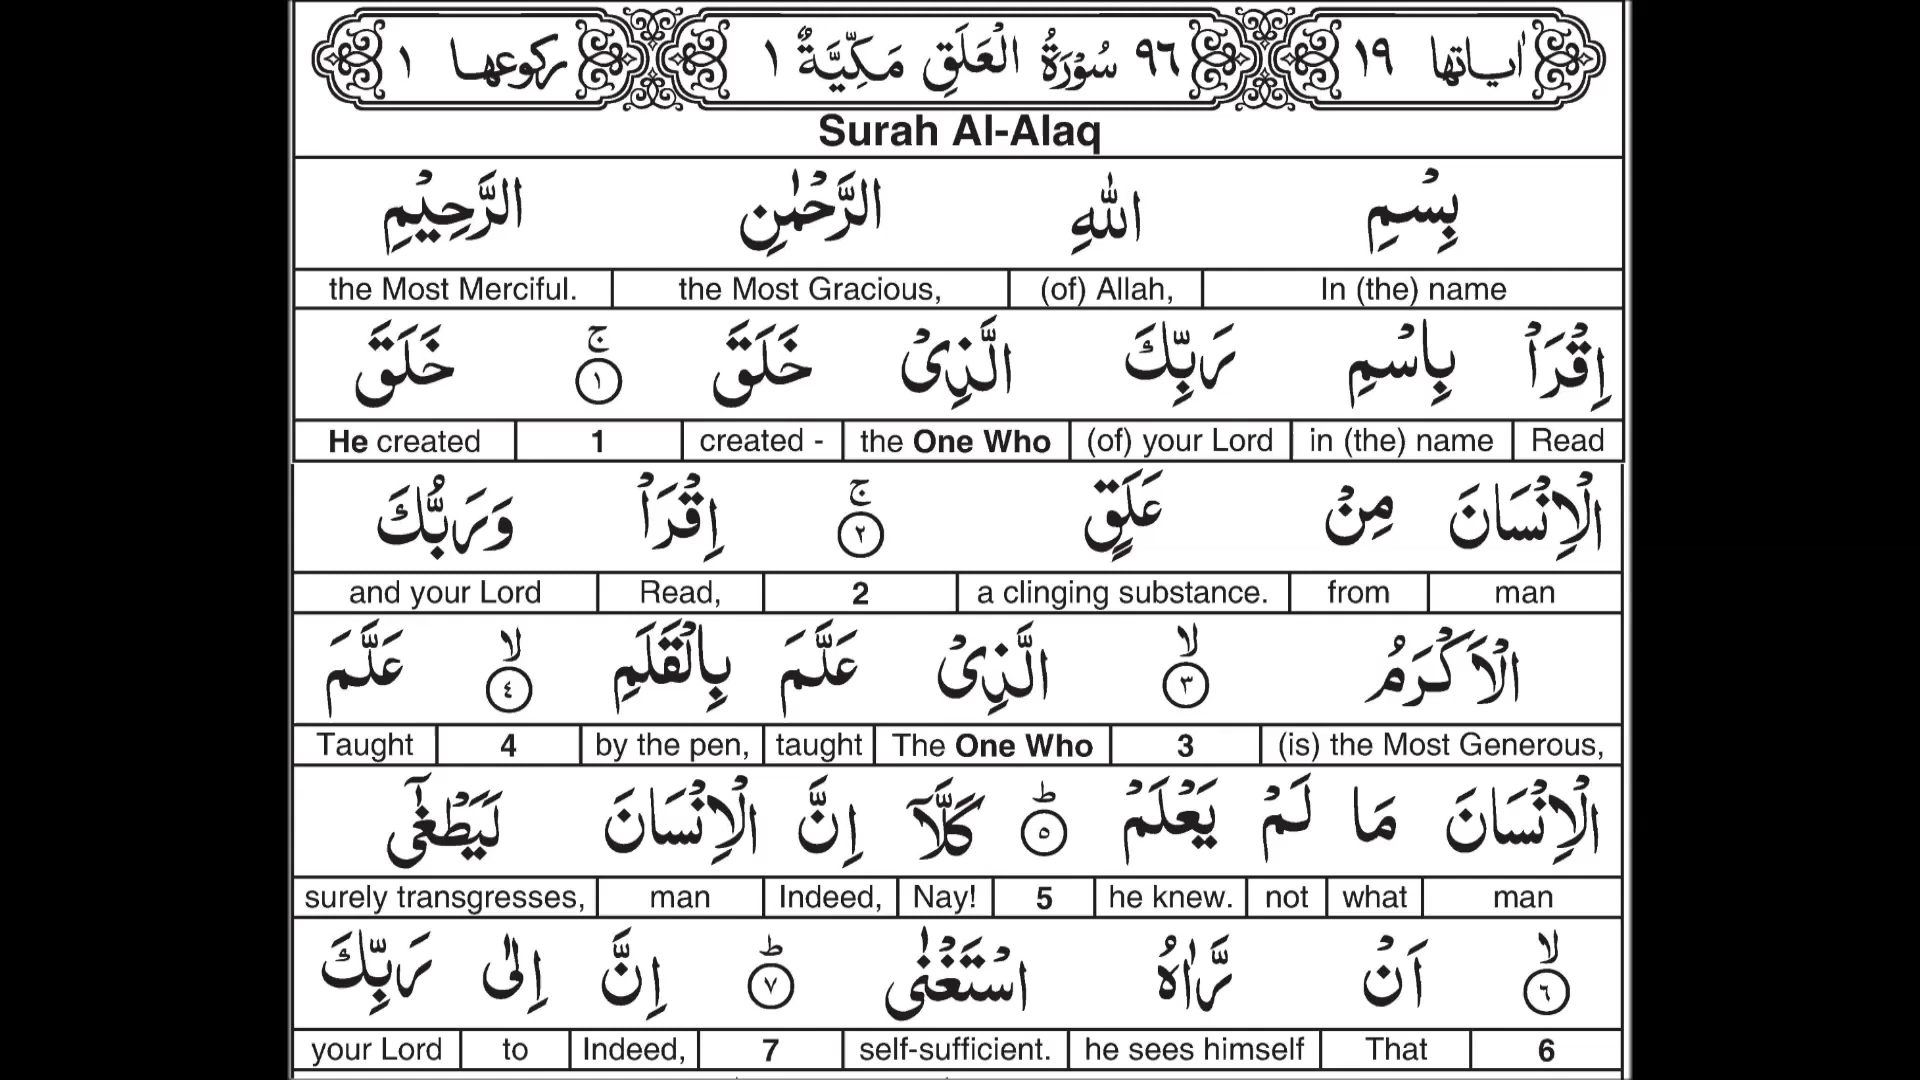 اٰیاتها ١٩ ٩٦ سُوْرَةُ الْعَلَقِ مَكِّيَّةٌ ١ ركوعها ١
Surah Al-Alaq
بِسْمِ اللّٰهِ الرَّحْمٰنِ الرَّحِيْمِ
the Most Merciful. the Most Gracious, (of) Allah, In (the) name
اِقْرَاْ بِاسْمِ رَبِّكَ الَّذِيْ خَلَقَ ۚ ١ خَلَقَ
He created 1 created - the One Who (of) your Lord in (the) name Read
الْاِنْسَانَ مِنْ عَلَقٍ ۚ ٢ اِقْرَاْ وَرَبُّكَ
and your Lord Read, 2 a clinging substance. from man
الْاَكْرَمُ ۙ ٣ الَّذِيْ عَلَّمَ بِالْقَلَمِ ۙ ٤ عَلَّمَ
Taught 4 by the pen, taught The One Who 3 (is) the Most Generous,
الْاِنْسَانَ مَا لَمْ يَعْلَمْ ؕ ٥ كَلَّاۤ اِنَّ الْاِنْسَانَ لَيَطْغٰۤى
surely transgresses, man Indeed, Nay! 5 he knew. not what man
ۙ ٦ اَنْ رَّاٰهُ اسْتَغْنٰى ؕ ٧ اِنَّ اِلٰى رَبِّكَ
your Lord to Indeed, 7 self-sufficient. he sees himself That 6